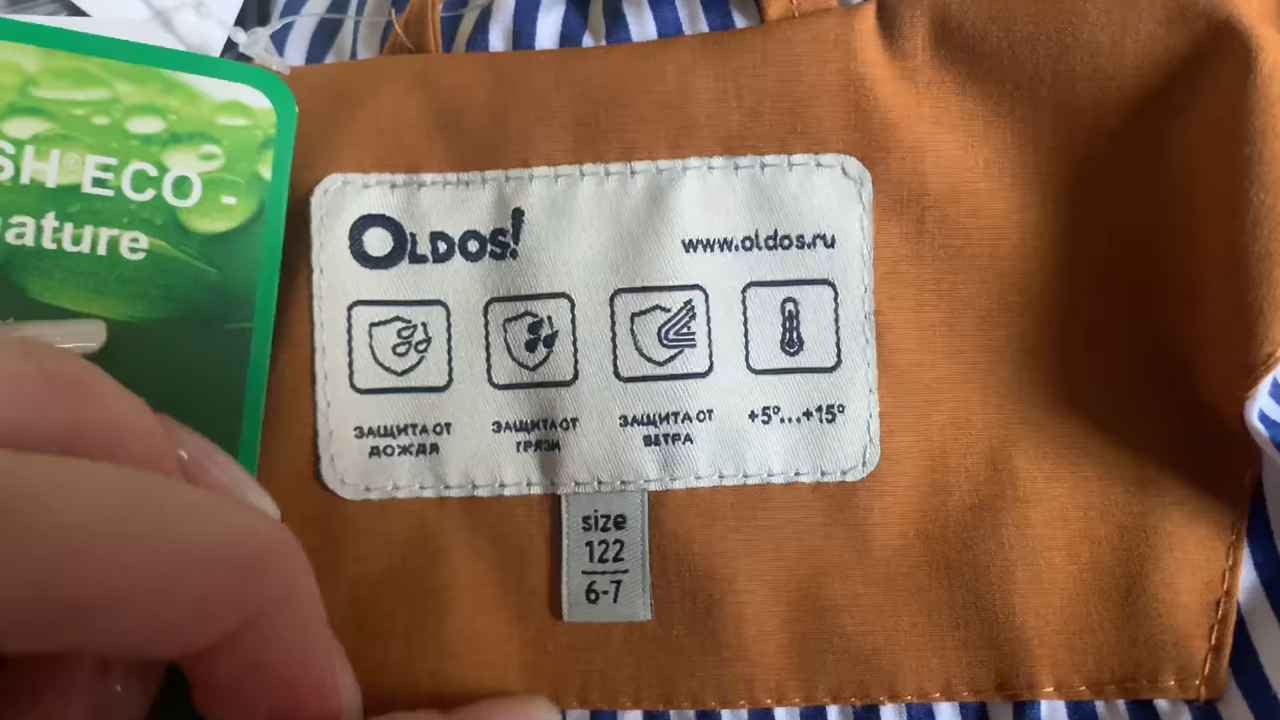 SH ECO -
nature
OLDOS!
www.oldos.ru
ЗАЩИТА ОТ
ДОЖДЯ
ЗАЩИТА ОТ
ГРЯЗИ
ЗАЩИТА ОТ
ВЕТРА
+5°...+15°
size
122
6-7